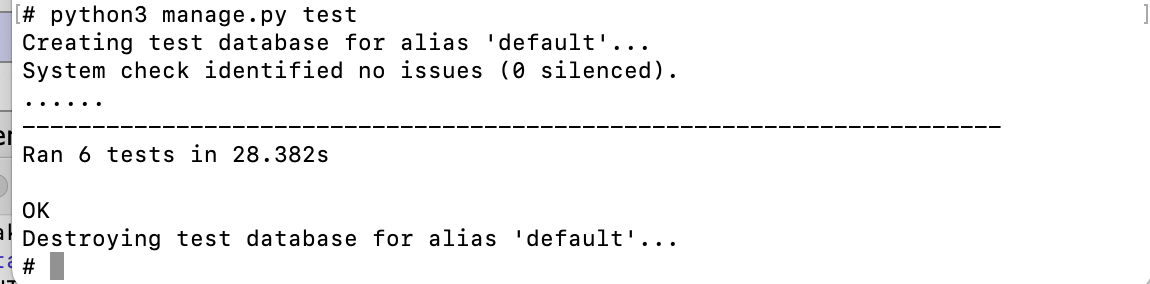 [# python3 manage.py test ]
Creating test database for alias 'default'...
System check identified no issues (0 silenced).
......
----------------------------------------------------------------------
Ran 6 tests in 28.382s

OK
Destroying test database for alias 'default'...
#